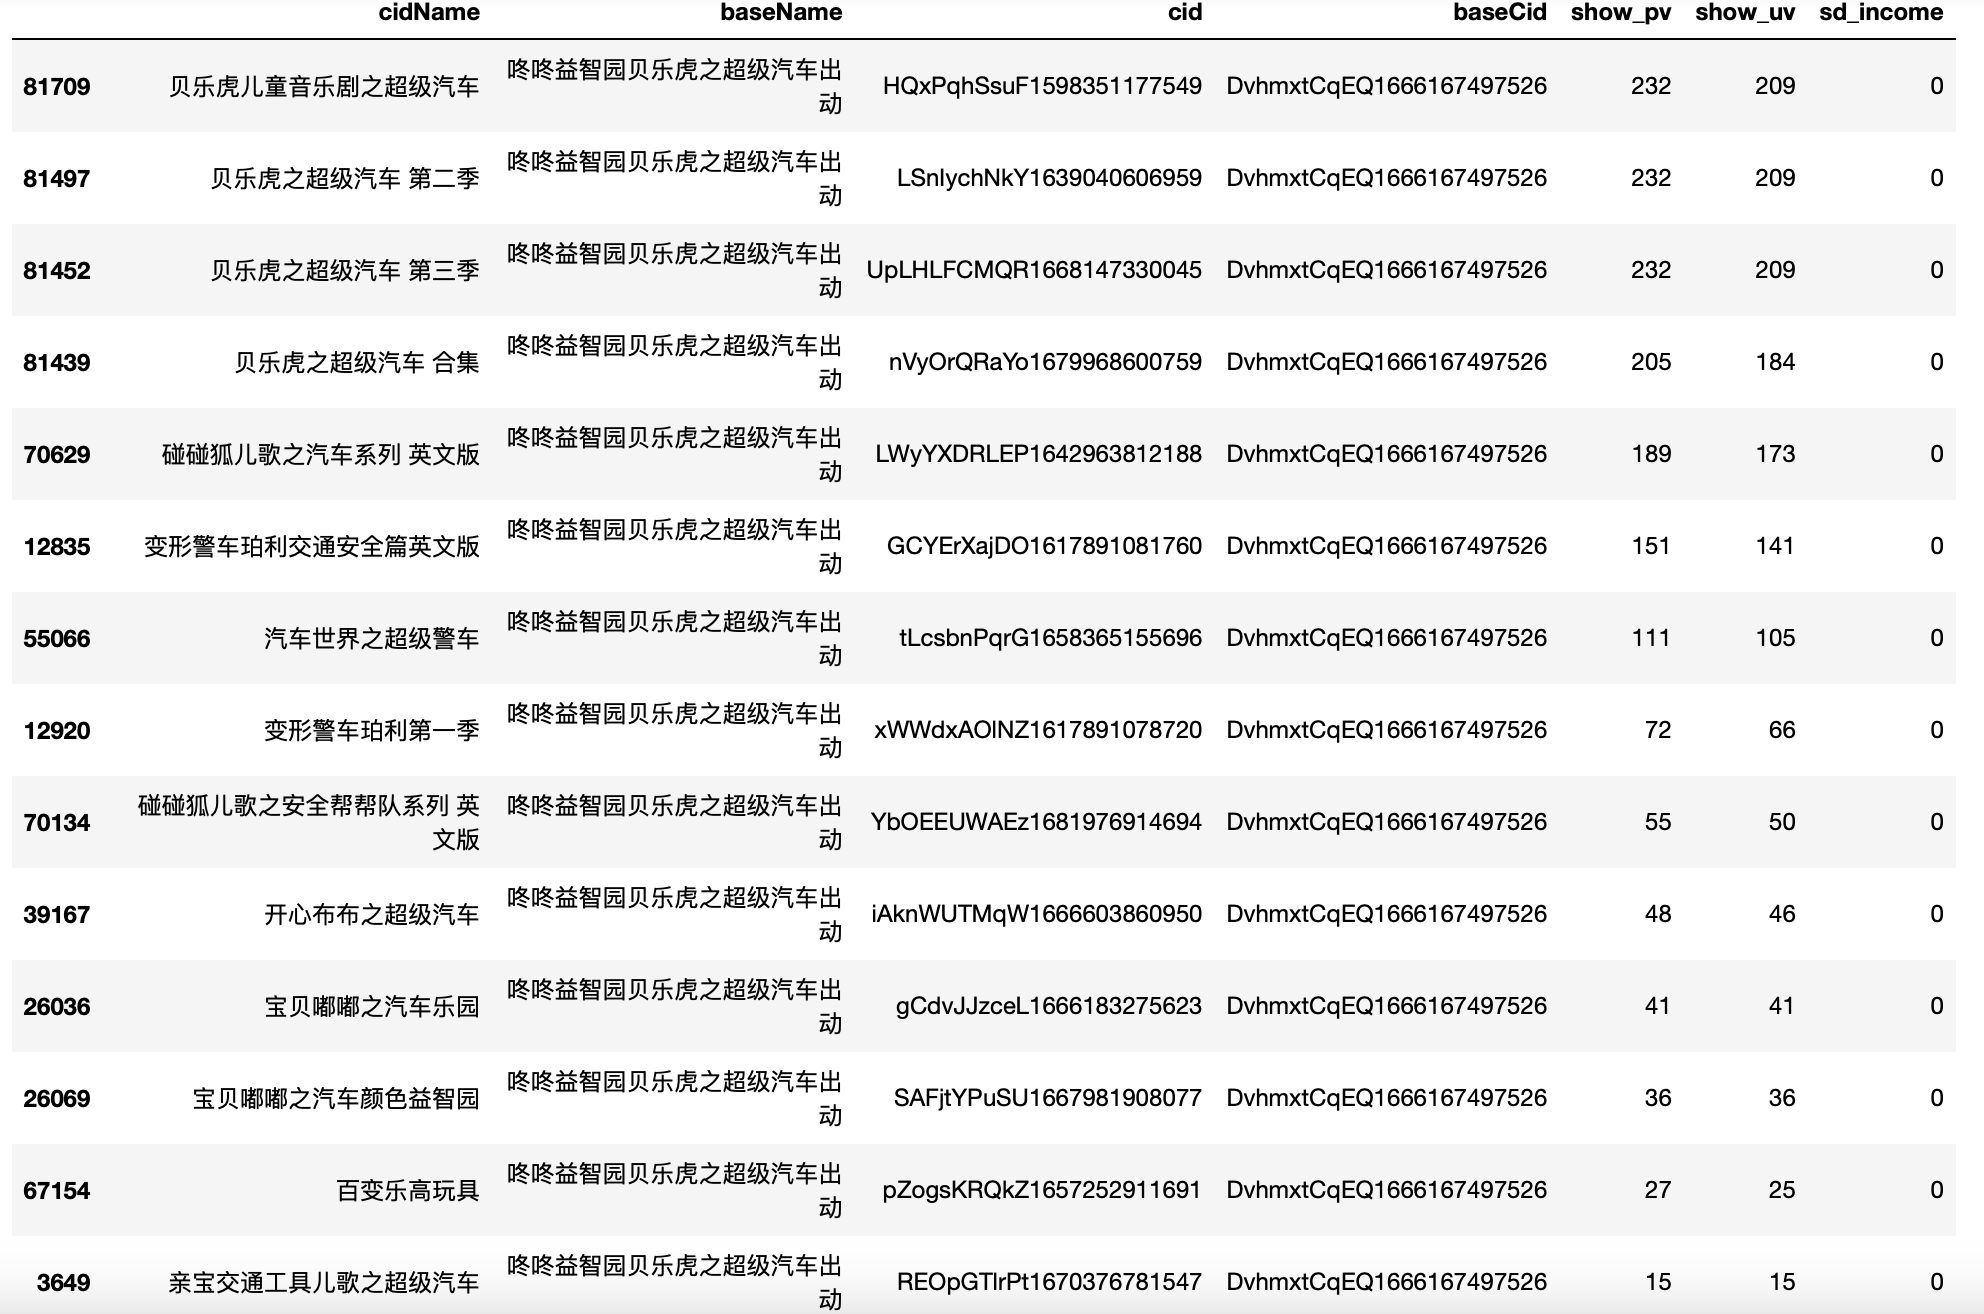 cidName baseName cid baseCid show_pv show_uv sd_income
81709 贝乐虎儿童音乐剧之超级汽车 咚咚益智园贝乐虎之超级汽车出动 HQxPqhSsuF1598351177549 DvhmxtCqEQ1666167497526 232 209 0
81497 贝乐虎之超级汽车 第二季 咚咚益智园贝乐虎之超级汽车出动 LSnlychNkY1639040606959 DvhmxtCqEQ1666167497526 232 209 0
81452 贝乐虎之超级汽车 第三季 咚咚益智园贝乐虎之超级汽车出动 UpLHLFCMQR1668147330045 DvhmxtCqEQ1666167497526 232 209 0
81439 贝乐虎之超级汽车 合集 咚咚益智园贝乐虎之超级汽车出动 nVyOrQRaYo1679968600759 DvhmxtCqEQ1666167497526 205 184 0
70629 碰碰狐儿歌之汽车系列 英文版 咚咚益智园贝乐虎之超级汽车出动 LWyYXDRLEP1642963812188 DvhmxtCqEQ1666167497526 189 173 0
12835 变形警车珀利交通安全篇英文版 咚咚益智园贝乐虎之超级汽车出动 GCYErXajDO1617891081760 DvhmxtCqEQ1666167497526 151 141 0
55066 汽车世界之超级警车 咚咚益智园贝乐虎之超级汽车出动 tLcsbnPqrG1658365155696 DvhmxtCqEQ1666167497526 111 105 0
12920 变形警车珀利第一季 咚咚益智园贝乐虎之超级汽车出动 xWWdxAOlNZ1617891078720 DvhmxtCqEQ1666167497526 72 66 0
70134 碰碰狐儿歌之安全帮帮队系列 英文版 咚咚益智园贝乐虎之超级汽车出动 YbOEEUWAEz1681976914694 DvhmxtCqEQ1666167497526 55 50 0
39167 开心布布之超级汽车 咚咚益智园贝乐虎之超级汽车出动 iAknWUTMqW1666603860950 DvhmxtCqEQ1666167497526 48 46 0
26036 宝贝嘟嘟之汽车乐园 咚咚益智园贝乐虎之超级汽车出动 gCdvJJzceL1666183275623 DvhmxtCqEQ1666167497526 41 41 0
26069 宝贝嘟嘟之汽车颜色益智园 咚咚益智园贝乐虎之超级汽车出动 SAFjtYPuSU1667981908077 DvhmxtCqEQ1666167497526 36 36 0
67154 百变乐高玩具 咚咚益智园贝乐虎之超级汽车出动 pZogsKRQkZ1657252911691 DvhmxtCqEQ1666167497526 27 25 0
3649 亲宝交通工具儿歌之超级汽车 咚咚益智园贝乐虎之超级汽车出动 REOpGTlrPt1670376781547 DvhmxtCqEQ1666167497526 15 15 0